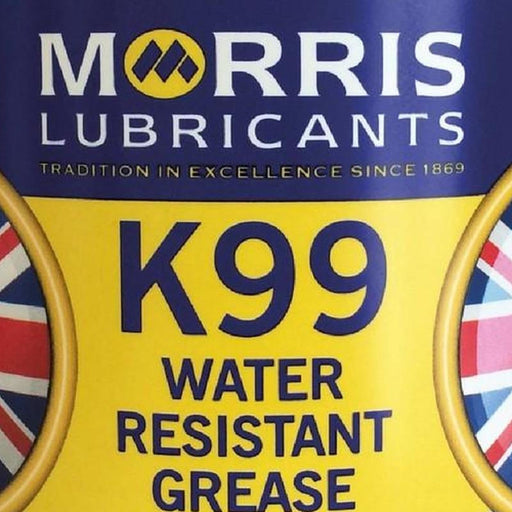 MORRIS
LUBRICANTS
TRADITION IN EXCELLENCE SINCE 1869
K99
WATER
RESISTANT
GREASE